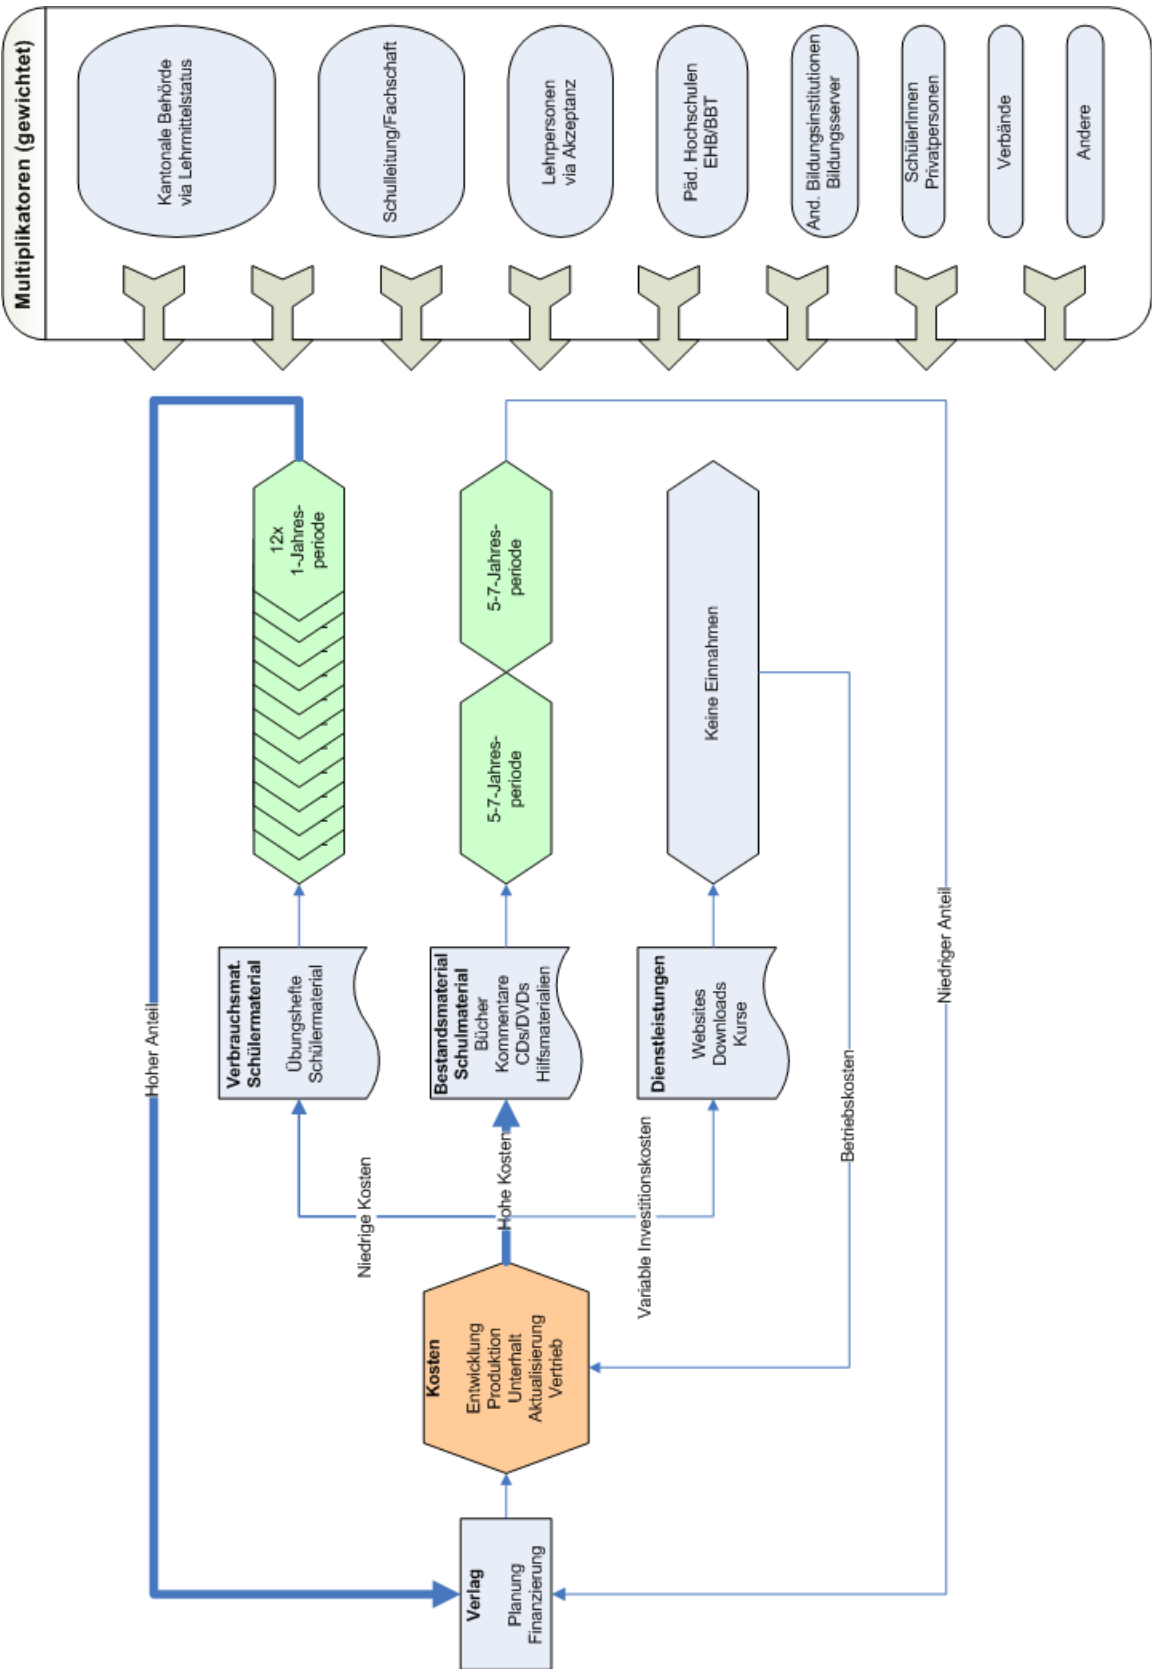 Multiplikatoren (gewichtet)
Kantonale Behörde
via Lehrmittelstatus
Schulleitung/Fachschaft
Lehrpersonen
via Akzeptanz
Päd. Hochschulen
EHB/BBT
And. Bildungsinstitutionen
Bildungsserver
SchülerInnen
Privatpersonen
Verbände
Andere
Hoher Anteil
12x
1-Jahres-
periode
5-7-Jahres-
periode
5-7-Jahres-
periode
Keine Einnahmen
Verbrauchsmat.
Schülermaterial
Übungshefte
Schülermaterial
Bestandsmaterial
Schulmaterial
Bücher
Kommentare
CDs/DVDs
Hilfsmaterialien
Dienstleistungen
Websites
Downloads
Kurse
Niedriger Anteil
Betriebskosten
Niedrige Kosten
Hohe Kosten
Variable Investitionskosten
Kosten
Entwicklung
Produktion
Unterhalt
Aktualisierung
Vertrieb
Verlag
Planung
Finanzierung